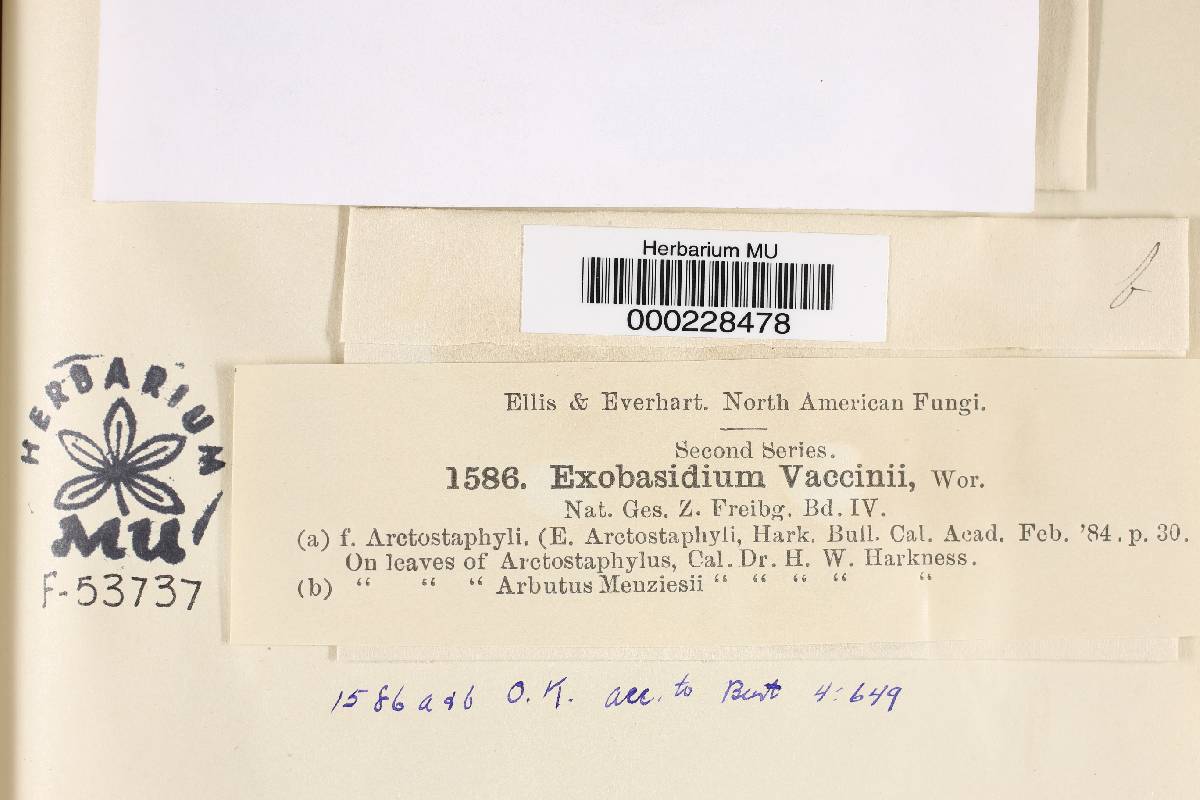 Herbarium MU
000228478
b
Ellis & Everhart. North American Fungi.
Second Series.
1586. Exobasidium Vaccinii, Wor.
Nat. Ges. Z. Freibg. Bd. IV.
(a) f. Arctostaphyli. (E. Arctostaphyli, Hark. Bull. Cal. Acad. Feb. '84. p. 30.
On leaves of Arctostaphylus, Cal. Dr. H. W. Harkness.
(b) “ “ “ Arbutus Menziesii “ “ “ “ “
HERBARIUM
MU
F-53737
1586 a & b O.K. acc. to Burt 4:649